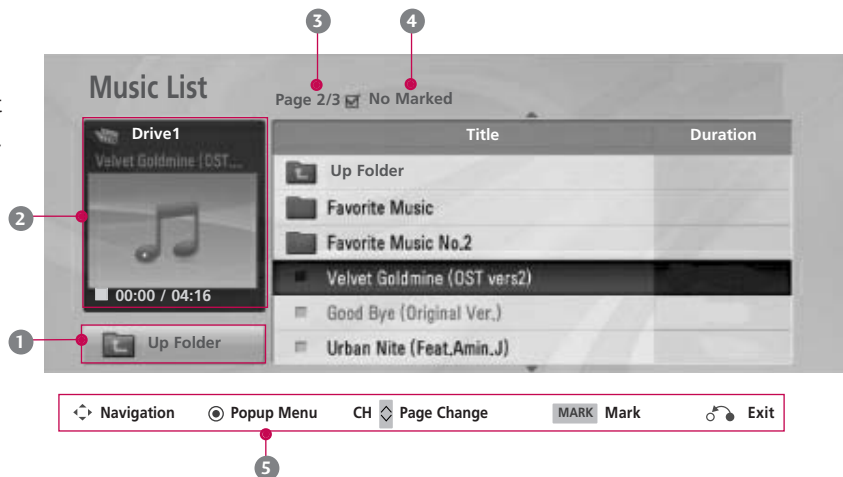 3 4
Music List
Page 2/3 No Marked
Drive1
Title Duration
Velvet Goldmine (OST...
Up Folder
Favorite Music
2
Favorite Music No.2
Velvet Goldmine (OST vers2)
00:00 / 04:16
Good Bye (Original Ver.)
1
Up Folder
Urban Nite (Feat.Amin.J)
Navigation Popup Menu CH Page Change MARK Mark Exit
5